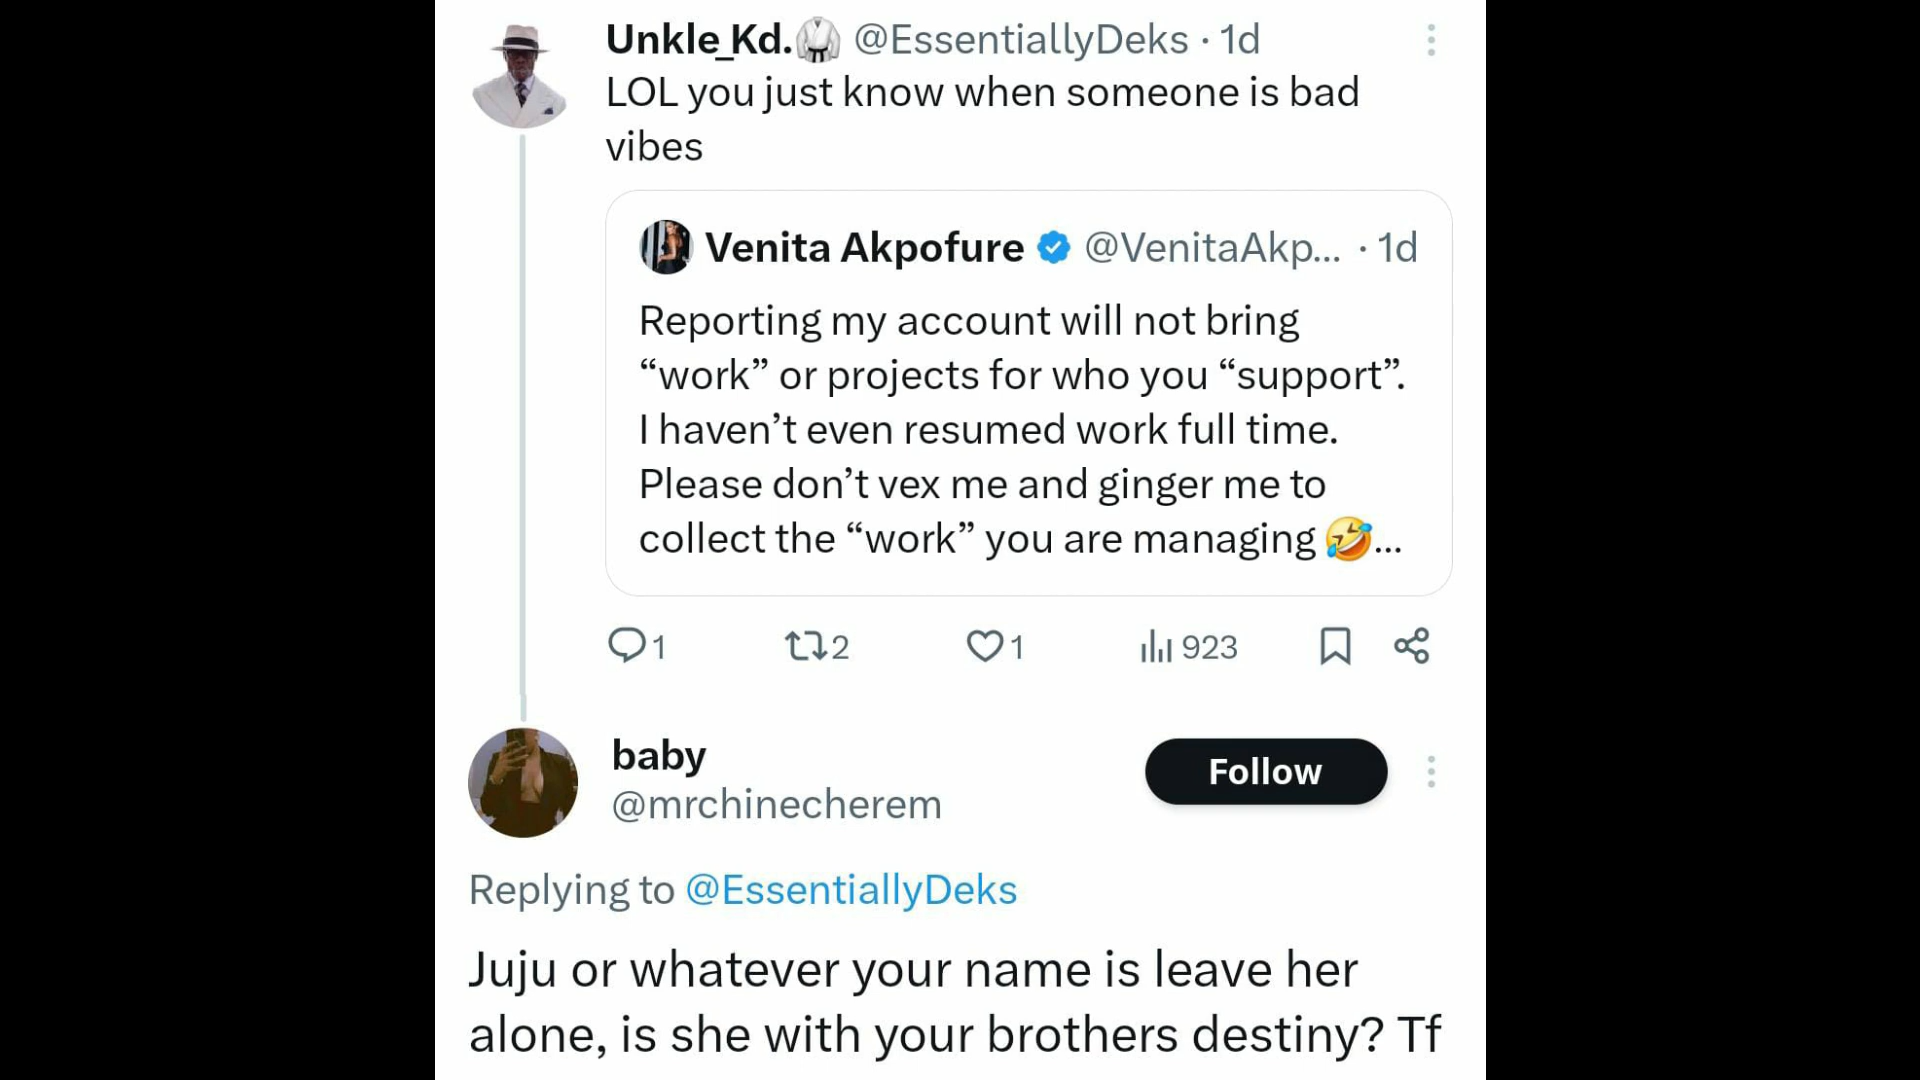 Unkle_Kd.🥋 @EssentiallyDeks · 1d
LOL you just know when someone is bad
vibes
Venita Akpofure @VenitaAkp... · 1d
Reporting my account will not bring
“work” or projects for who you “support”.
I haven’t even resumed work full time.
Please don’t vex me and ginger me to
collect the “work” you are managing 🤣...
1 2 1 923
baby
Follow
@mrchinecherem
Replying to @EssentiallyDeks
Juju or whatever your name is leave her
alone, is she with your brothers destiny? Tf